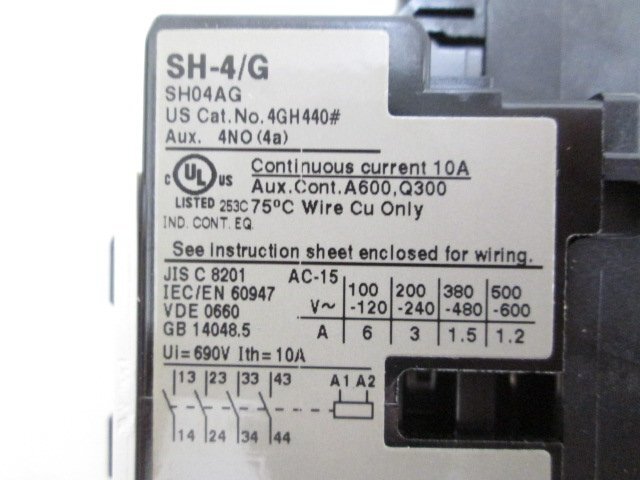 SH-4/G
SH04AG
US Cat.No.4GH440#
Aux. 4NO(4a)
c UL US
LISTED 253C
IND. CONT. EQ.
Continuous current 10A
Aux.Cont.A600,Q300
75°C Wire Cu Only
See instruction sheet enclosed for wiring.
JIS C 8201
IEC/EN 60947
VDE 0660
GB 14048.5
AC-15
V~ 100-120 200-240 380-480 500-600
A 6 3 1.5 1.2
Ui=690V Ith=10A
13 23 33 43 A1 A2
14 24 34 44